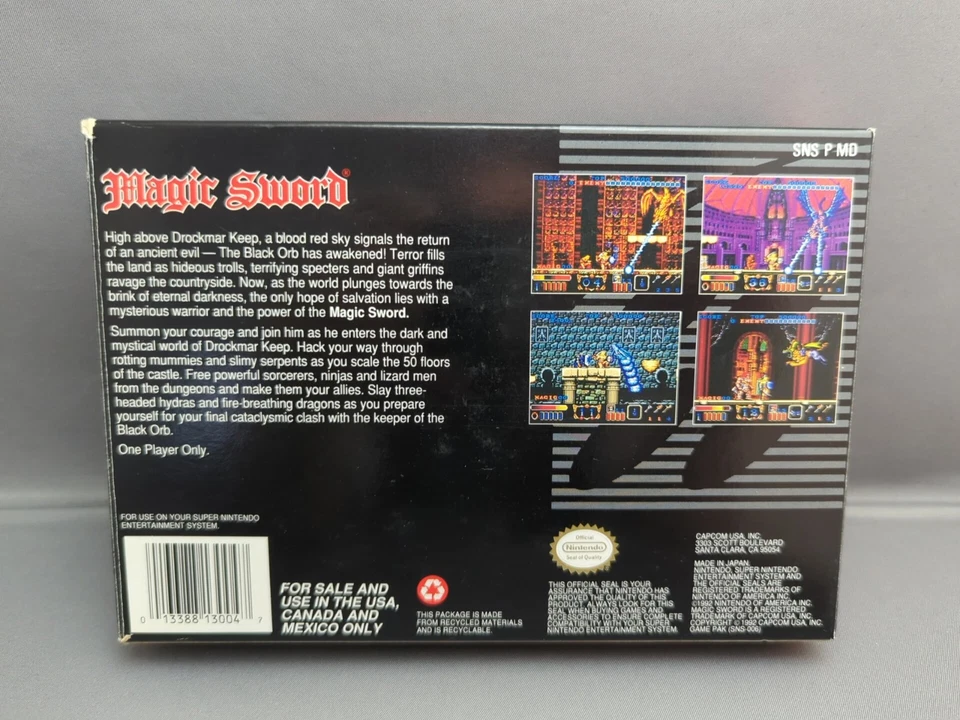 SNS P MD
Magic Sword®
High above Drockmar Keep, a blood red sky signals the return
of an ancient evil — The Black Orb has awakened! Terror fills
the land as hideous trolls, terrifying specters and giant griffins
ravage the countryside. Now, as the world plunges towards the
brink of eternal darkness, the only hope of salvation lies with a
mysterious warrior and the power of the Magic Sword.
Summon your courage and join him as he enters the dark and
mystical world of Drockmar Keep. Hack your way through
rotting mummies and slimy serpents as you scale the 50 floors
of the castle. Free powerful sorcerers, ninjas and lizard men
from the dungeons and make them your allies. Slay three-
headed hydras and fire-breathing dragons as you prepare
yourself for your final cataclysmic clash with the keeper of the
Black Orb.
One Player Only.
FOR USE ON YOUR SUPER NINTENDO
ENTERTAINMENT SYSTEM.
0 13388 13004 7
FOR SALE AND
USE IN THE USA,
CANADA AND
MEXICO ONLY
THIS PACKAGE IS MADE
FROM RECYCLED MATERIALS
AND IS RECYCLABLE.
Official
Nintendo
Seal of Quality
THIS OFFICIAL SEAL IS YOUR
ASSURANCE THAT NINTENDO HAS
APPROVED THE QUALITY OF THIS
PRODUCT. ALWAYS LOOK FOR THIS
SEAL WHEN BUYING GAMES AND
ACCESSORIES TO ENSURE COMPLETE
COMPATIBILITY WITH YOUR SUPER
NINTENDO ENTERTAINMENT SYSTEM.
CAPCOM USA, INC.
3303 SCOTT BOULEVARD
SANTA CLARA, CA 95054
MADE IN JAPAN.
NINTENDO, SUPER NINTENDO
ENTERTAINMENT SYSTEM AND
THE OFFICIAL SEALS ARE
REGISTERED TRADEMARKS OF
NINTENDO OF AMERICA INC.
©1992 NINTENDO OF AMERICA INC.
MAGIC SWORD IS A REGISTERED
TRADEMARK OF CAPCOM USA, INC.
COPYRIGHT © 1992 CAPCOM USA, INC.
GAME PAK (SNS-006)